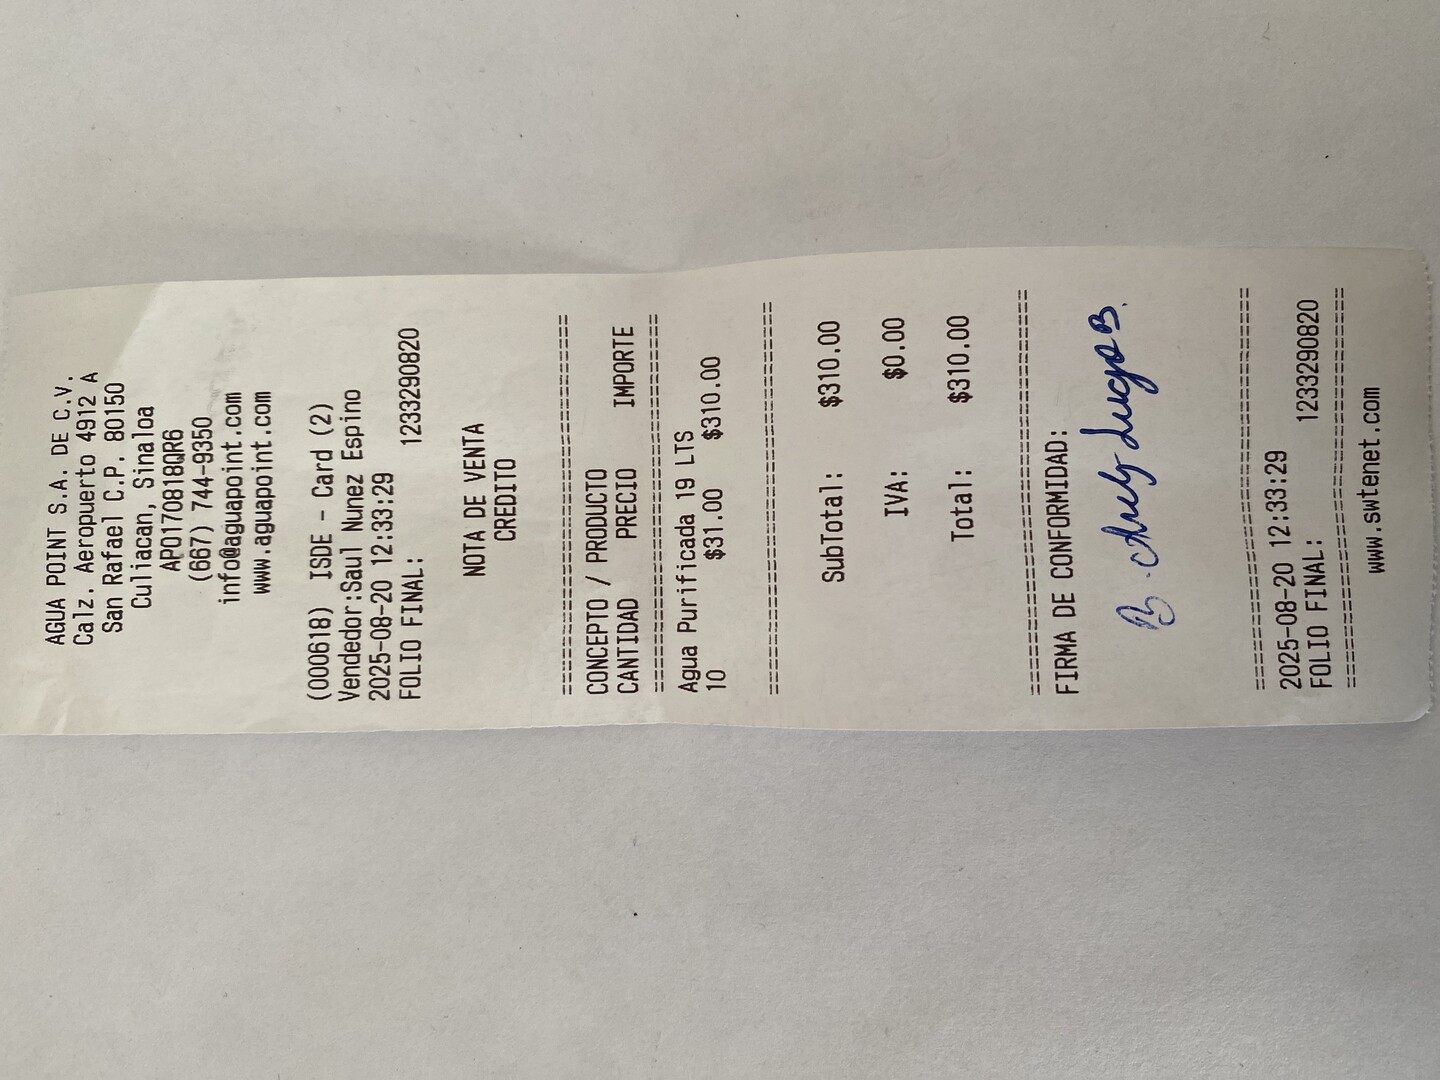 AGUA POINT S.A. DE C.V.
Calz. Aeropuerto 4912 A
San Rafael C.P. 80150
Culiacan, Sinaloa
APO170818QR6
(667) 744-9350
info@aguapoint.com
www.aguapoint.com
(000618) ISDE - Card (2)
Vendedor:Saul Nunez Espino
2025-08-20 12:33:29
FOLIO FINAL: 1233290820
NOTA DE VENTA
CREDITO
CONCEPTO / PRODUCTO
CANTIDAD PRECIO IMPORTE
Agua Purificada 19 LTS
10 $31.00 $310.00
SubTotal: $310.00
IVA: $0.00
Total: $310.00
FIRMA DE CONFORMIDAD:
B.
2025-08-20 12:33:29
FOLIO FINAL: 1233290820
www.swtenet.com